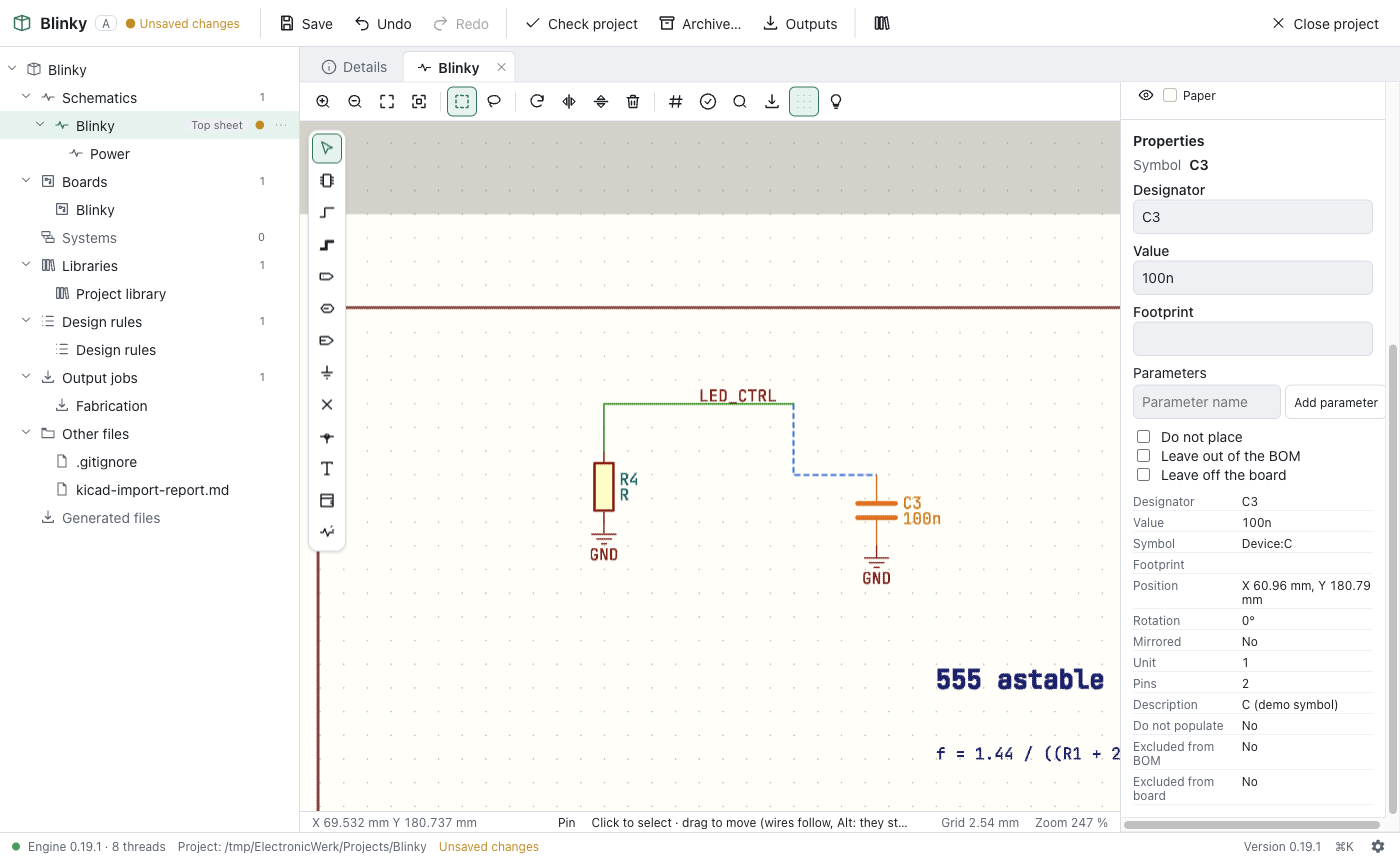 Blinky A Unsaved changes Save Undo Redo Check project Archive... Outputs Close project
Blinky
Schematics 1
Blinky Top sheet ...
Power
Boards 1
Blinky
Systems 0
Libraries 1
Project library
Design rules 1
Design rules
Output jobs 1
Fabrication
Other files
.gitignore
kicad-import-report.md
Generated files
Details Blinky
LED_CTRL
R4
R
GND
C3
100n
GND
555 astable
f = 1.44 / ((R1 + 2
X 69.532 mm Y 180.737 mm Pin Click to select · drag to move (wires follow, Alt: they st... Grid 2.54 mm Zoom 247 %
Paper
Properties
Symbol C3
Designator
C3
Value
100n
Footprint
Parameters
Parameter name Add parameter
Do not place
Leave out of the BOM
Leave off the board
Designator C3
Value 100n
Symbol Device:C
Footprint
Position X 60.96 mm, Y 180.79
mm
Rotation 0°
Mirrored No
Unit 1
Pins 2
Description C (demo symbol)
Do not populate No
Excluded from No
BOM
Excluded from No
board
Engine 0.19.1 · 8 threads Project: /tmp/ElectronicWerk/Projects/Blinky Unsaved changes Version 0.19.1 ⌘K